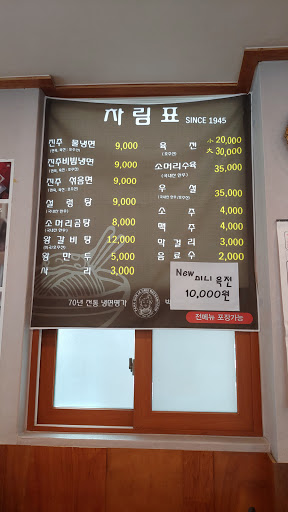 차림표 SINCE 1945
진주 물냉면 9,000
진주비빔냉면 9,000
진주 섞음면 9,000
설렁탕 9,000
소머리곰탕 8,000
왕갈비탕 12,000
왕만두 5,000
사리 3,000
육전 小 20,000
大 30,000
소머리수육 35,000
우설 35,000
소주 4,000
맥주 4,000
막걸리 3,000
음료수 2,000
New 미니 육전
10,000원
70년 전통 냉면명가
전메뉴 포장가능